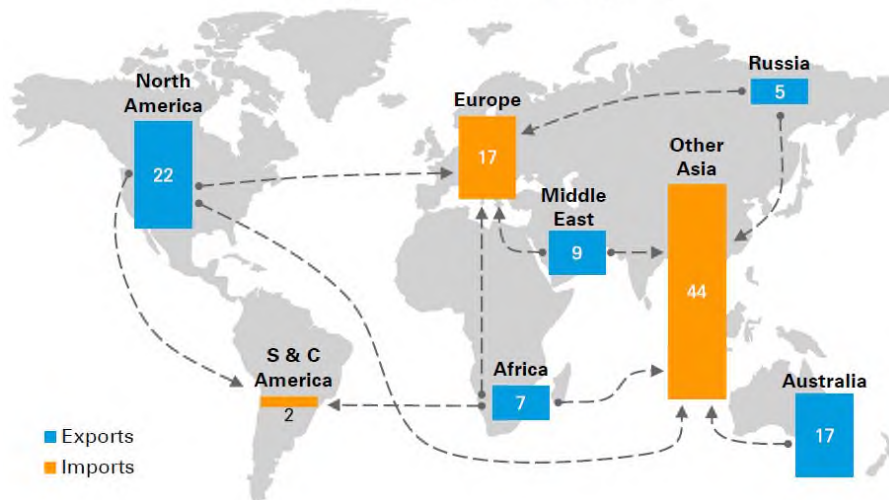 North
America
22
Europe
17
Russia
5
Other
Asia
44
Middle
East
9
S & C
America
2
Africa
7
Australia
17
Exports
Imports